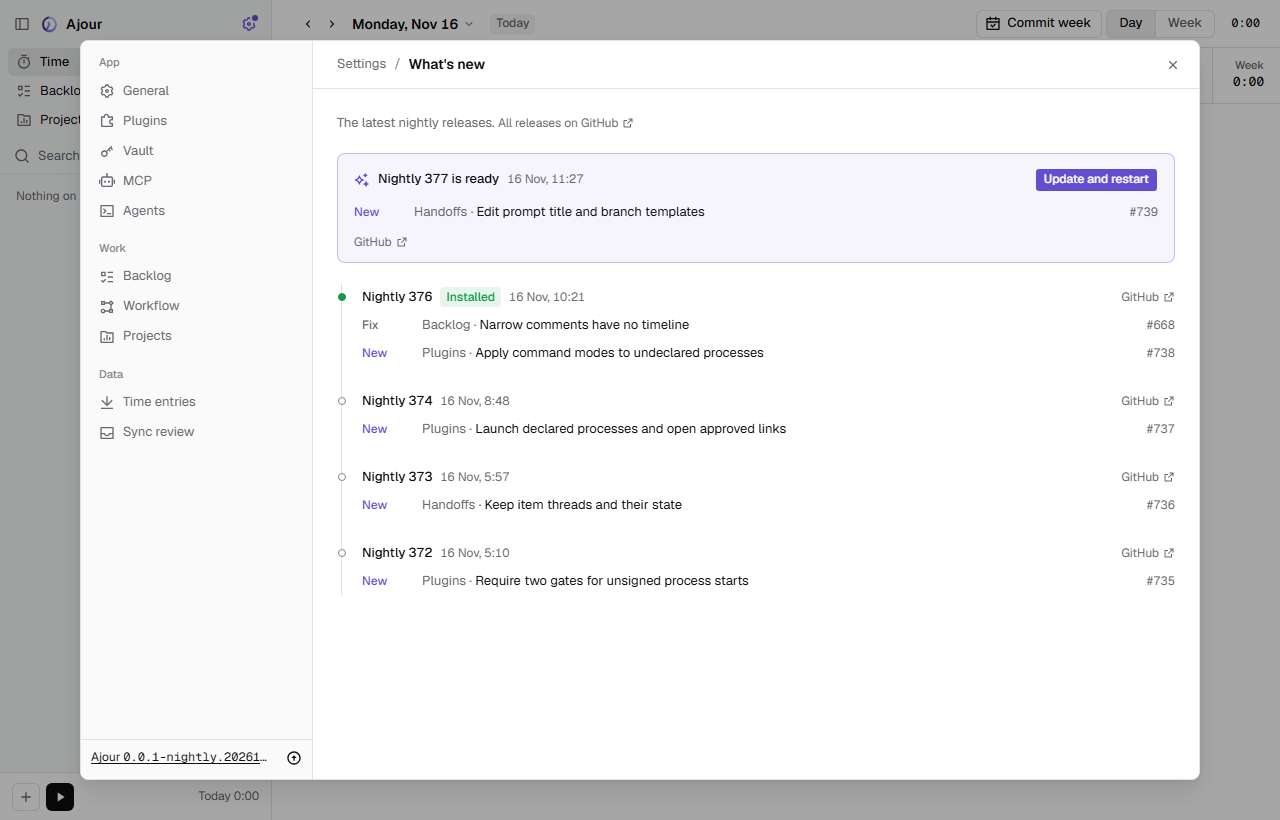 Ajour
Monday, Nov 16
Today
Commit week
Day
Week
0:00
Time
Backlo
Project
Search
Nothing on
Week
0:00
App
General
Plugins
Vault
MCP
Agents
Work
Backlog
Workflow
Projects
Data
Time entries
Sync review
Ajour 0.0.1-nightly.20261…
Settings / What's new
The latest nightly releases. All releases on GitHub
Nightly 377 is ready 16 Nov, 11:27
Update and restart
New Handoffs · Edit prompt title and branch templates #739
GitHub
Nightly 376 Installed 16 Nov, 10:21 GitHub
Fix Backlog · Narrow comments have no timeline #668
New Plugins · Apply command modes to undeclared processes #738
Nightly 374 16 Nov, 8:48 GitHub
New Plugins · Launch declared processes and open approved links #737
Nightly 373 16 Nov, 5:57 GitHub
New Handoffs · Keep item threads and their state #736
Nightly 372 16 Nov, 5:10 GitHub
New Plugins · Require two gates for unsigned process starts #735
Today 0:00